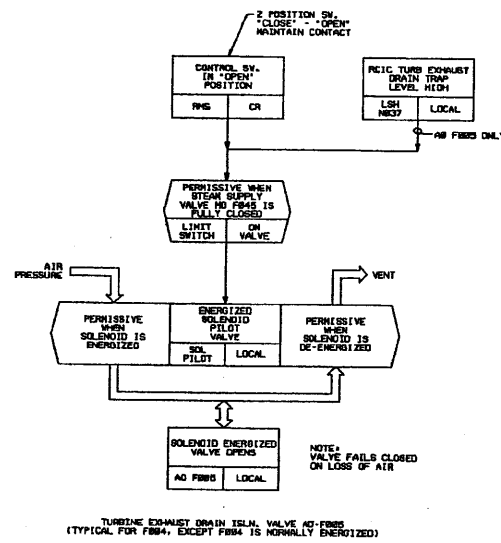 2 POSITION SW.
"CLOSE" - "OPEN"
MAINTAIN CONTACT
CONTROL SW.
IN "OPEN"
POSITION
RMS
CR
RCIC TURB EXHAUST
DRAIN TRAP
LEVEL HIGH
LSH
N037
LOCAL
AO F005 ONLY
PERMISSIVE WHEN
STEAM SUPPLY
VALVE MO F045 IS
FULLY CLOSED
LIMIT
SWITCH
ON
VALVE
AIR
PRESSURE
VENT
PERMISSIVE
WHEN
SOLENOID IS
ENERGIZED
ENERGIZED
SOLENOID
PILOT
VALVE
SOL
PILOT
LOCAL
PERMISSIVE
WHEN
SOLENOID IS
DE-ENERGIZED
SOLENOID ENERGIZED
VALVE OPENS
AO F005
LOCAL
NOTE:
VALVE FAILS CLOSED
ON LOSS OF AIR
TURBINE EXHAUST DRAIN ISLN. VALVE AO-F005
(TYPICAL FOR F004, EXCEPT F004 IS NORMALLY ENERGIZED)